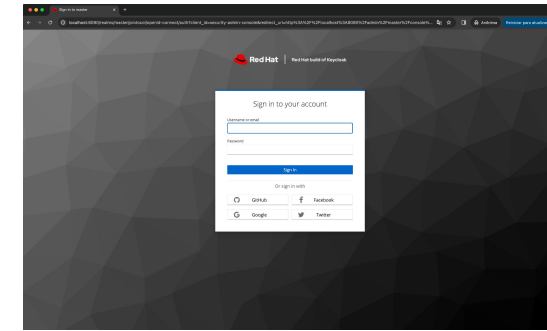 Sign in to master
Red Hat
Red Hat build of Keycloak
Sign in to your account
Username or email
Password
Sign In
Or sign in with
GitHub
Facebook
Google
Twitter